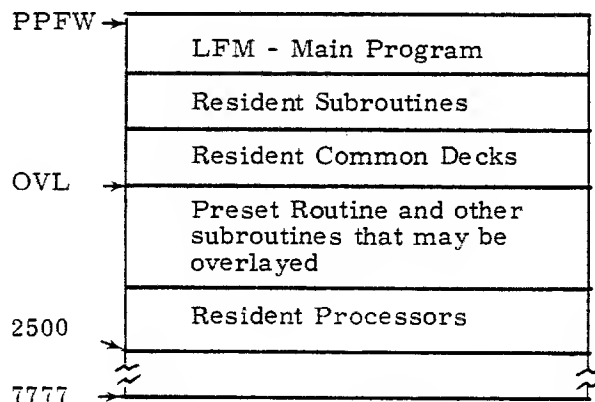 PPFW
LFM - Main Program
Resident Subroutines
Resident Common Decks
OVL
Preset Routine and other
subroutines that may be
overlayed
Resident Processors
2500
7777